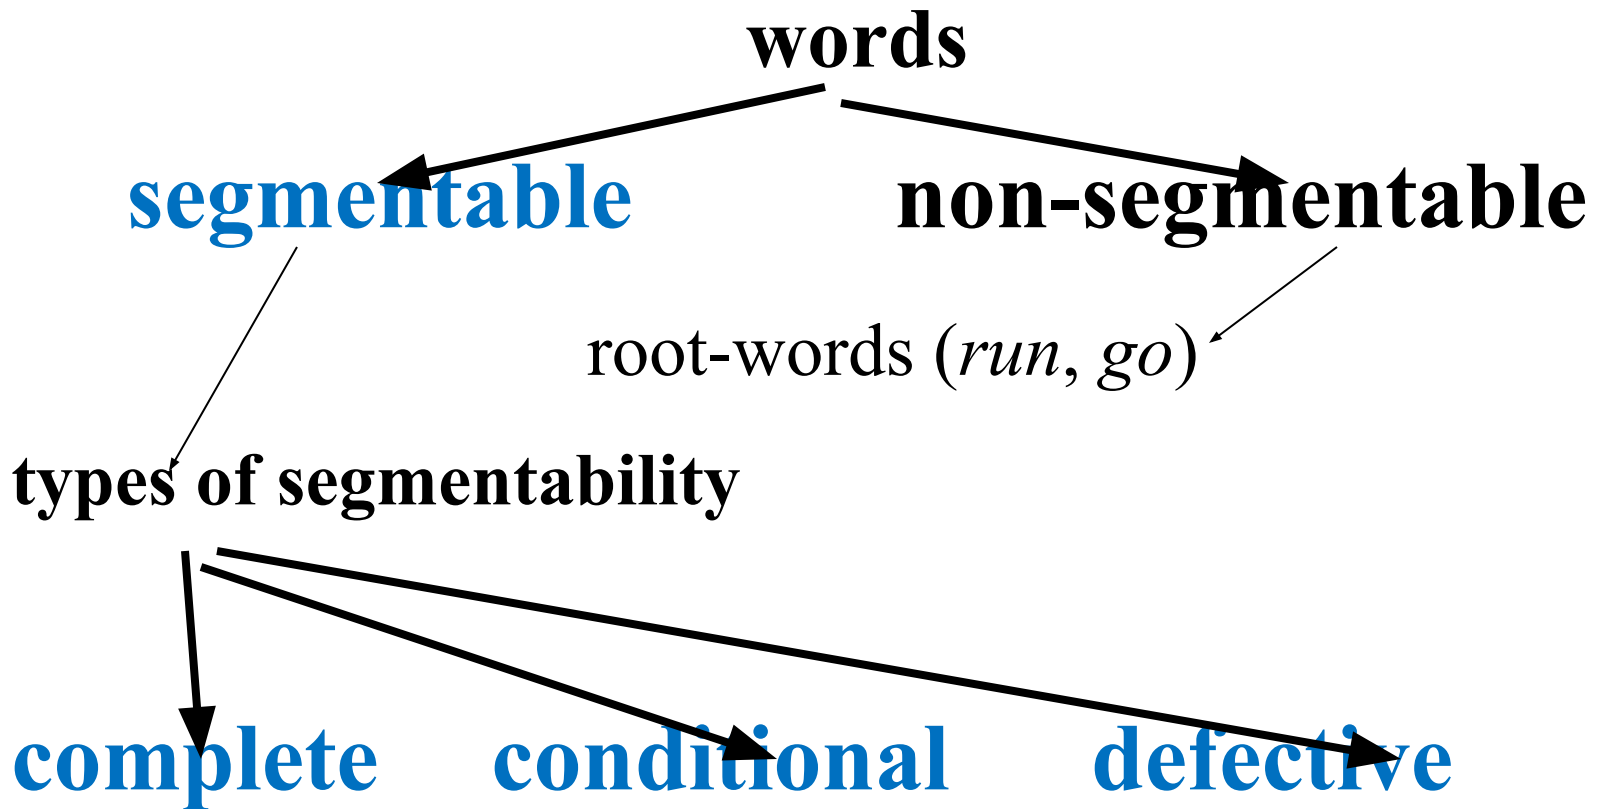 words
segmentable non-segmentable
root-words (run, go)
types of segmentability
complete conditional defective